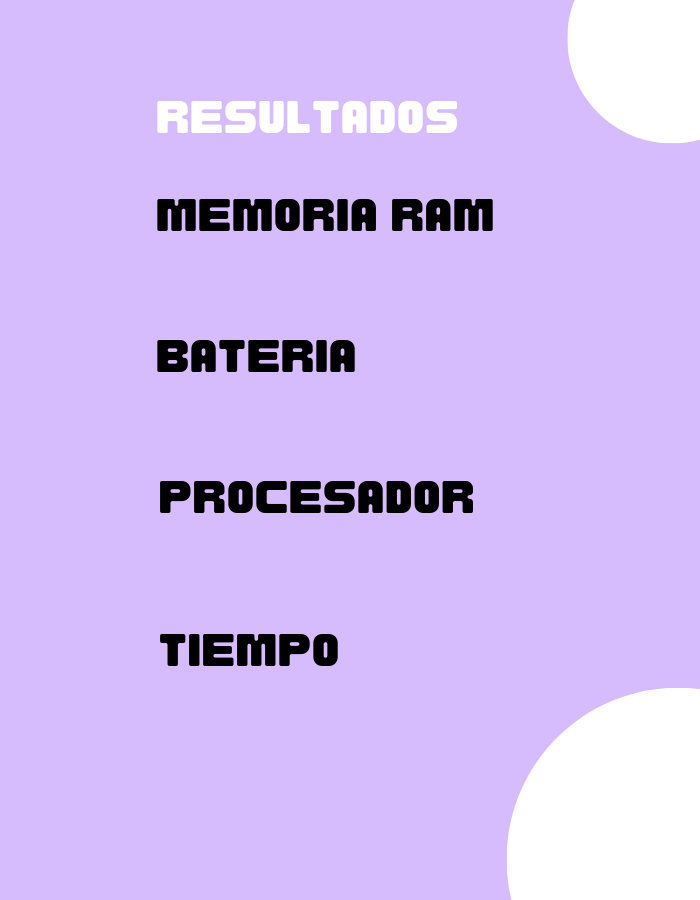 RESULTADOS
MEMORIA RAM
BATERIA
PROCESADOR
TIEMPO